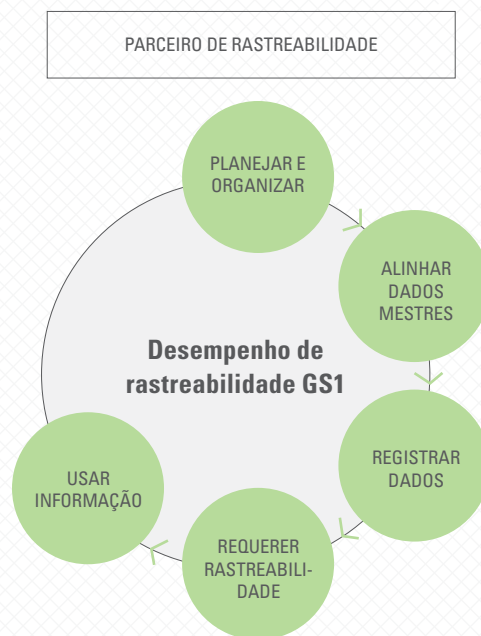 PARCEIRO DE RASTREABILIDADE
PLANEJAR E
ORGANIZAR
ALINHAR
DADOS
MESTRES
Desempenho de
rastreabilidade GS1
REGISTRAR
DADOS
REQUERER
RASTREABILI-
DADE
USAR
INFORMAÇÃO